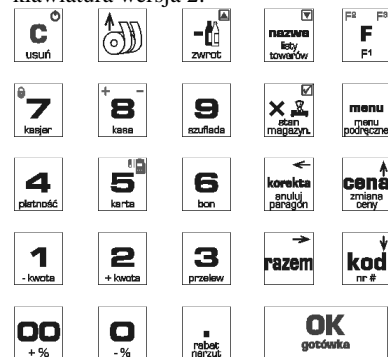 klawiatura wersja 2:
C
usuń
zwrot
nazwa
listy
towarów
F2 F3
F
F1
7
kasjer
+ -
8
kasa
9
szuflada
X
stan
magazyn.
menu
menu
podręczne
4
płatność
5
karta
6
bon
korekta
anuluj
paragon
cena
zmiana
ceny
1
- kwota
2
+ kwota
3
przelew
razem
kod
nr #
00
+ %
0
- %
.
rabat
narzut
OK
gotówka